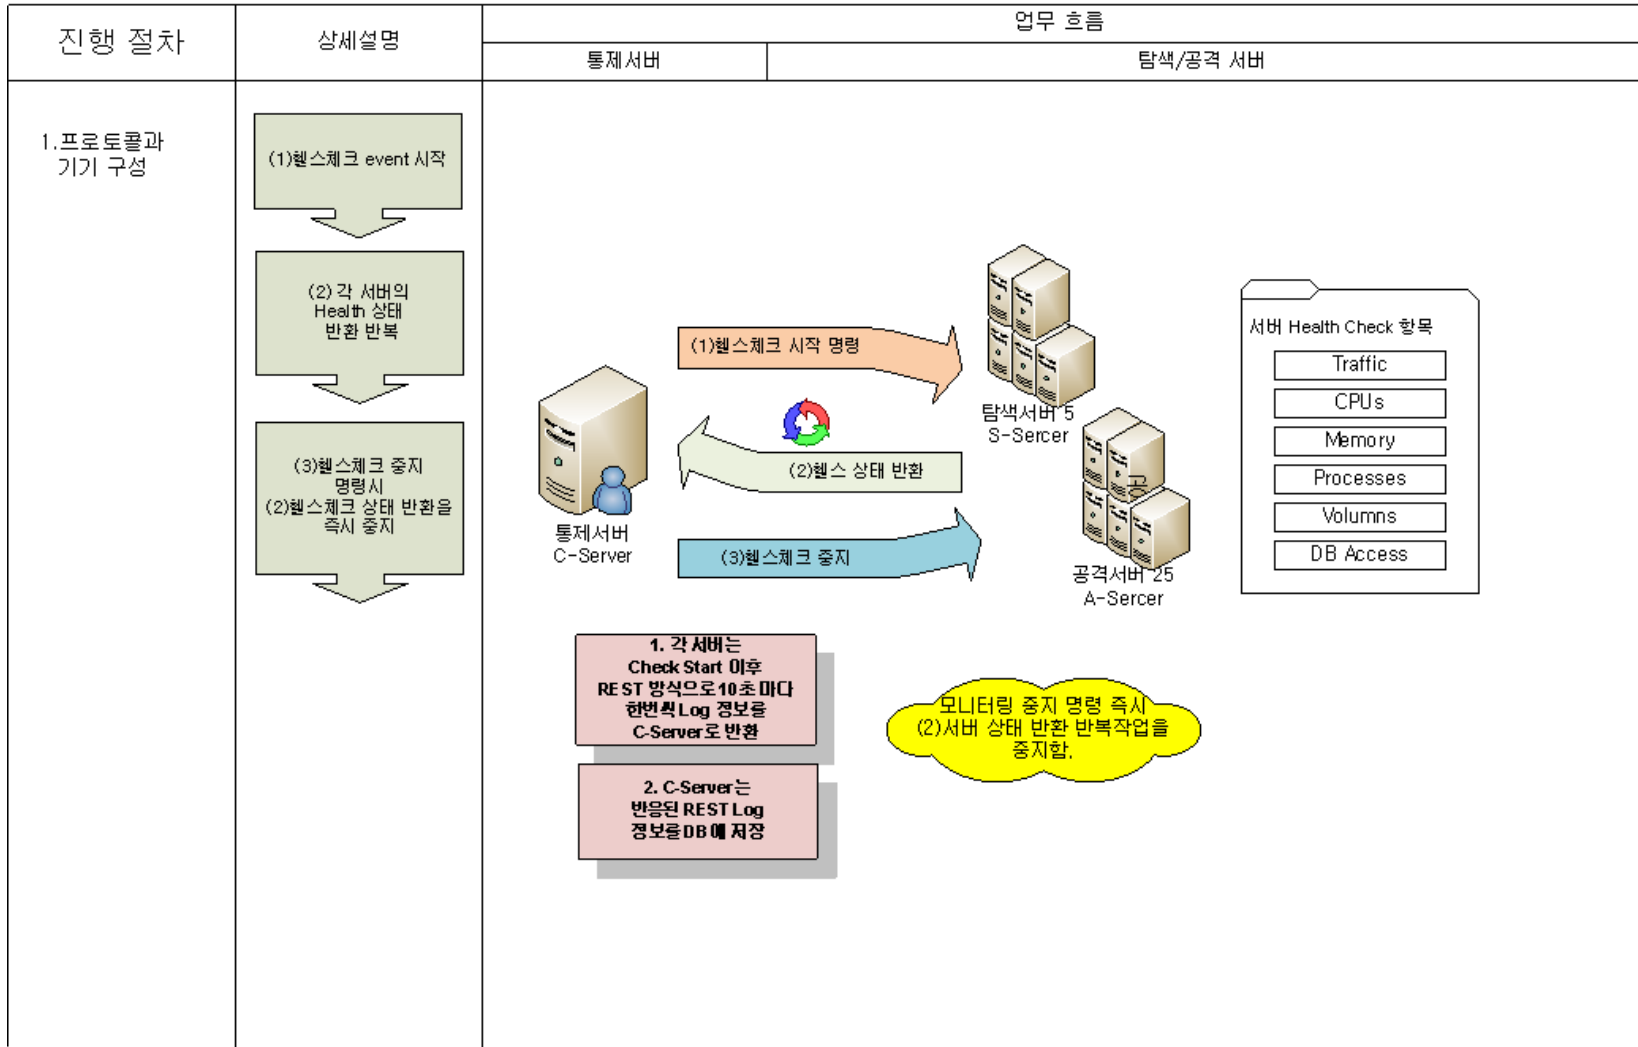 진행 절차
상세설명
업무 흐름
통제서버
탐색/공격 서버
1.프로토콜과
기기 구성
(1)헬스체크 event 시작
(2) 각 서버의
Health 상태
반환 반복
(3)헬스체크 중지
명령시
(2)헬스체크 상태 반환을
즉시 중지
(1)헬스체크 시작 명령
(2)헬스 상태 반환
(3)헬스체크 중지
통제서버
C-Server
탐색서버 5
S-Sercer
공격서버 25
A-Sercer
서버 Health Check 항목
Traffic
CPUs
Memory
Processes
Volumns
DB Access
1. 각 서버는
Check Start 이후
REST 방식으로 10초 마다
한번씩 Log 정보를
C-Server로 반환
2. C-Server는
반응된 REST Log
정보를 DB에 저장
모니터링 중지 명령 즉시
(2)서버 상태 반환 반복작업을
중지함.